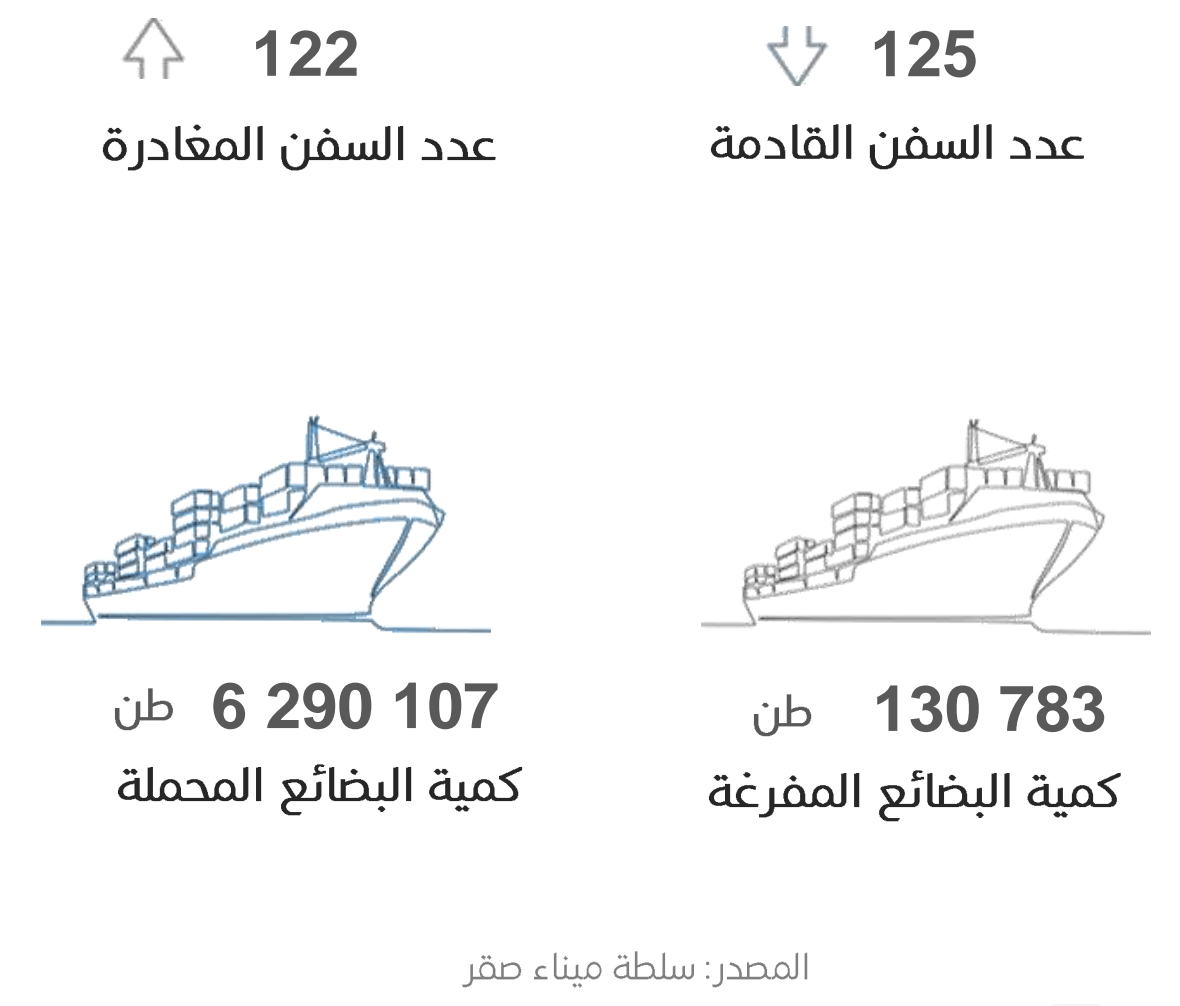 125
عدد السفن القادمة
122
عدد السفن المغادرة
130 783 طن
كمية البضائع المفرغة
6 290 107 طن
كمية البضائع المحملة
المصدر: سلطة ميناء صقر